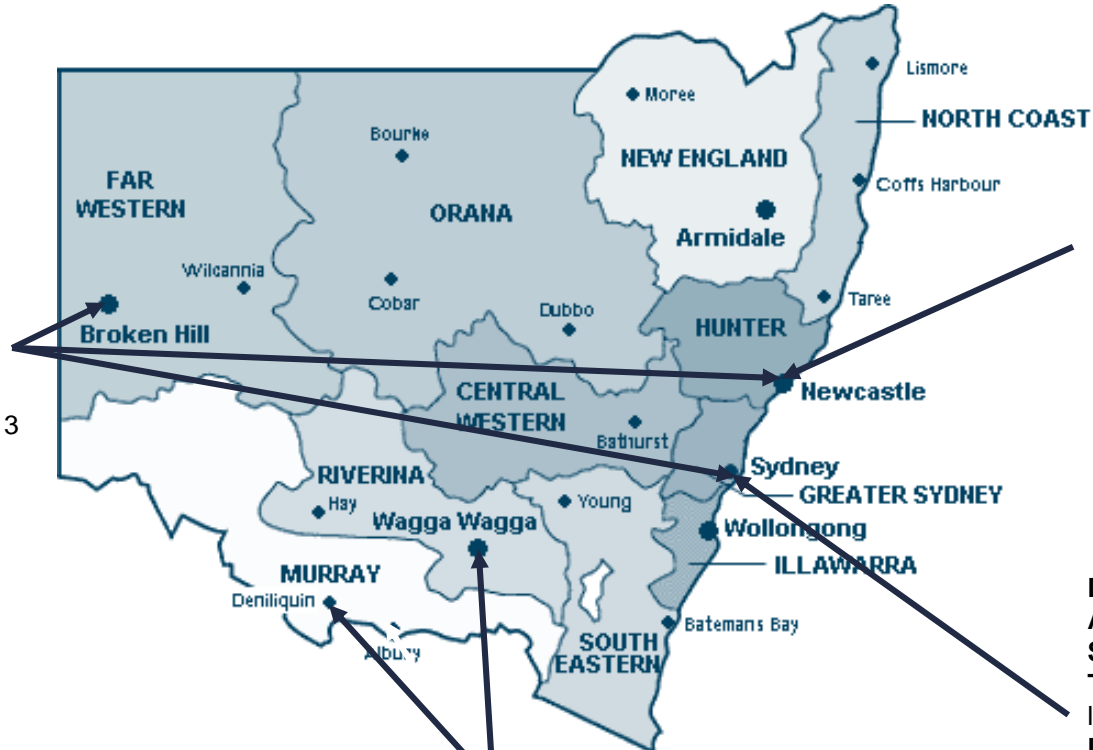 Lismore
Moree
NORTH COAST
Bourke
NEW ENGLAND
FAR
WESTERN
Coffs Harbour
ORANA
Armidale
Wilcannia
Cobar
Taree
Dubbo
HUNTER
Broken Hill
CENTRAL
WESTERN
Newcastle
3
Bathurst
Sydney
RIVERINA
GREATER SYDNEY
Hay
Young
Wagga Wagga
Wollongong
ILLAWARRA
MURRAY
Deniliquin
Batemans Bay
SOUTH
EASTERN
Albury